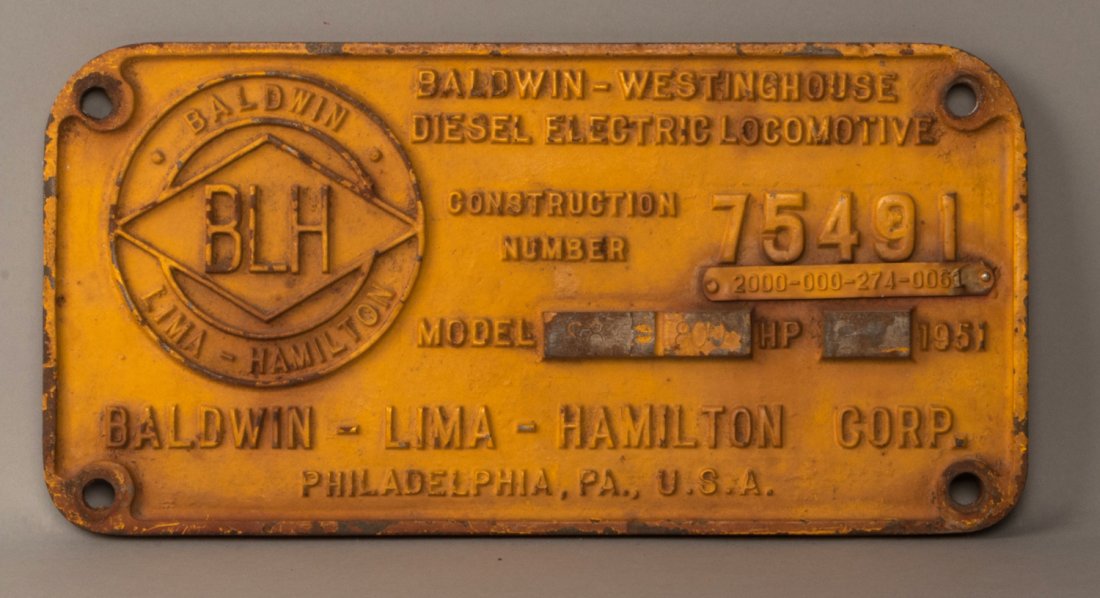 BALDWIN
BLH
LIMA - HAMILTON
BALDWIN - WESTINGHOUSE
DIESEL ELECTRIC LOCOMOTIVE
CONSTRUCTION
NUMBER
75491
2000-000-274-0061
MODEL HP 1951
BALDWIN - LIMA - HAMILTON CORP.
PHILADELPHIA, PA., U.S.A.